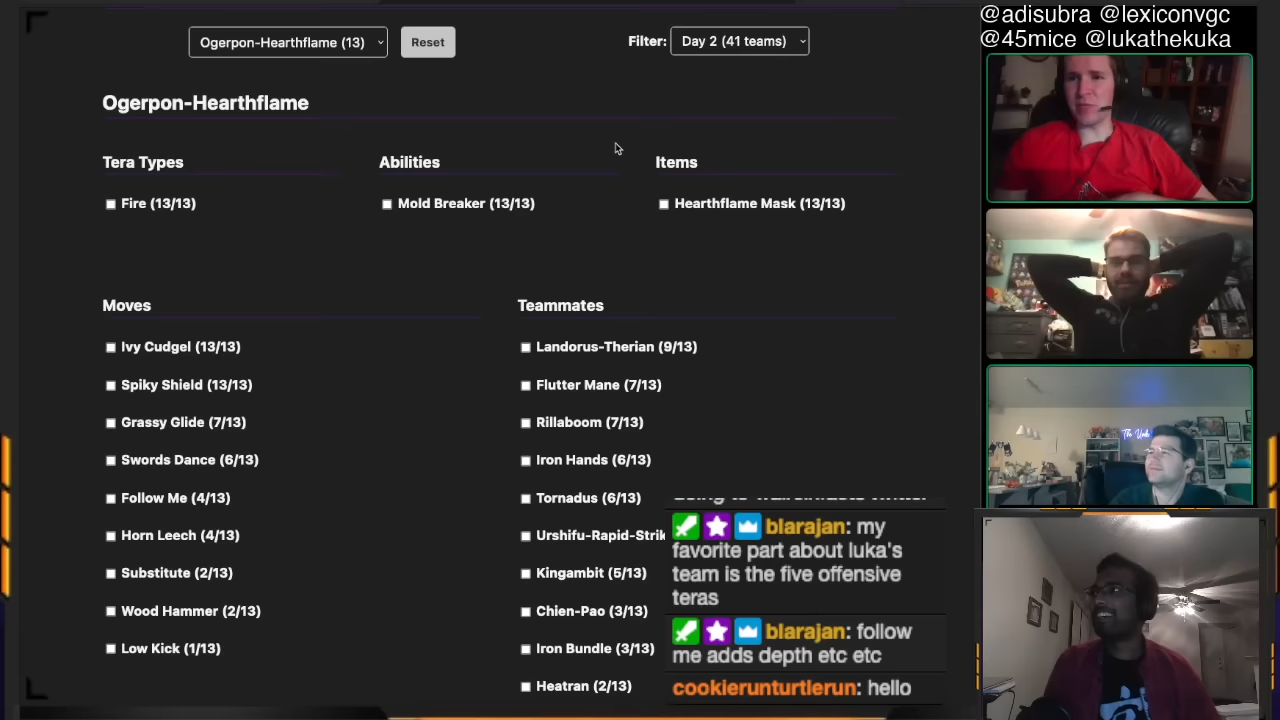 @adisubra @lexiconvgc
@45mice @lukathekuka
Ogerpon-Hearthflame (13)
Reset
Filter:
Day 2 (41 teams)
Ogerpon-Hearthflame
Tera Types
Abilities
Items
Fire (13/13)
Mold Breaker (13/13)
Hearthflame Mask (13/13)
Moves
Ivy Cudgel (13/13)
Spiky Shield (13/13)
Grassy Glide (7/13)
Swords Dance (6/13)
Follow Me (4/13)
Horn Leech (4/13)
Substitute (2/13)
Wood Hammer (2/13)
Low Kick (1/13)
Teammates
Landorus-Therian (9/13)
Flutter Mane (7/13)
Rillaboom (7/13)
Iron Hands (6/13)
Tornadus (6/13)
Urshifu-Rapid-Strik
Kingambit (5/13)
Chien-Pao (3/13)
Iron Bundle (3/13)
Heatran (2/13)
blarajan: my
favorite part about luka's
team is the five offensive
teras
blarajan: follow
me adds depth etc etc
cookierunturtlerun: hello